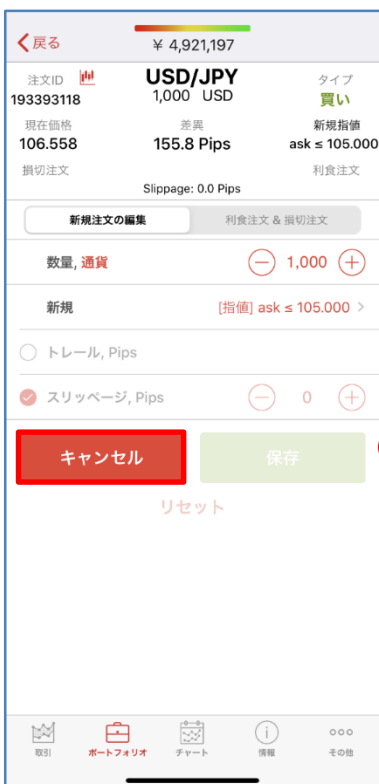 戻る
¥ 4,921,197
注文ID USD/JPY タイプ
193393118 1,000 USD 買い
現在価格 差異 新規指値
106.558 155.8 Pips ask ≤ 105.000
損切注文 利食注文
Slippage: 0.0 Pips
新規注文の編集 利食注文 & 損切注文
数量, 通貨 1,000
新規 [指値] ask ≤ 105.000 >
トレール, Pips
スリッページ, Pips 0
キャンセル 保存
リセット
取引 ポートフォリオ チャート 情報 その他